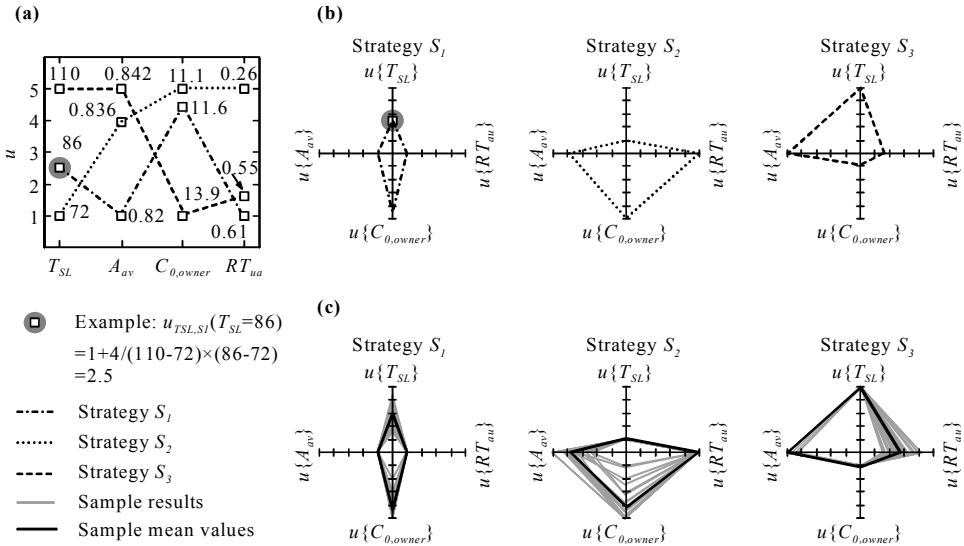 (a)
u
110 0.842 11.1 0.26
5
0.836
11.6
4
86
3
0.55
2
13.9
72
0.82
1
0.61
T_SL A_av C_0,owner RT_ua
Example: u_TSL,S1(T_SL=86)
=1+4/(110-72)×(86-72)
=2.5
Strategy S_1
Strategy S_2
Strategy S_3
Sample results
Sample mean values
(b)
Strategy S_1
u{T_SL}
u{A_av}
u{RT_au}
u{C_0,owner}
Strategy S_2
u{T_SL}
u{A_av}
u{RT_au}
u{C_0,owner}
Strategy S_3
u{T_SL}
u{A_av}
u{RT_au}
u{C_0,owner}
(c)
Strategy S_1
u{T_SL}
u{A_av}
u{RT_au}
u{C_0,owner}
Strategy S_2
u{T_SL}
u{A_av}
u{RT_au}
u{C_0,owner}
Strategy S_3
u{T_SL}
u{A_av}
u{RT_au}
u{C_0,owner}